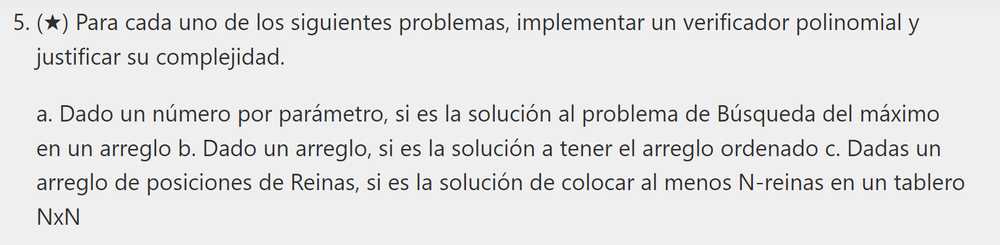 5. (★) Para cada uno de los siguientes problemas, implementar un verificador polinomial y
justificar su complejidad.
a. Dado un número por parámetro, si es la solución al problema de Búsqueda del máximo
en un arreglo b. Dado un arreglo, si es la solución a tener el arreglo ordenado c. Dadas un
arreglo de posiciones de Reinas, si es la solución de colocar al menos N-reinas en un tablero
NxN